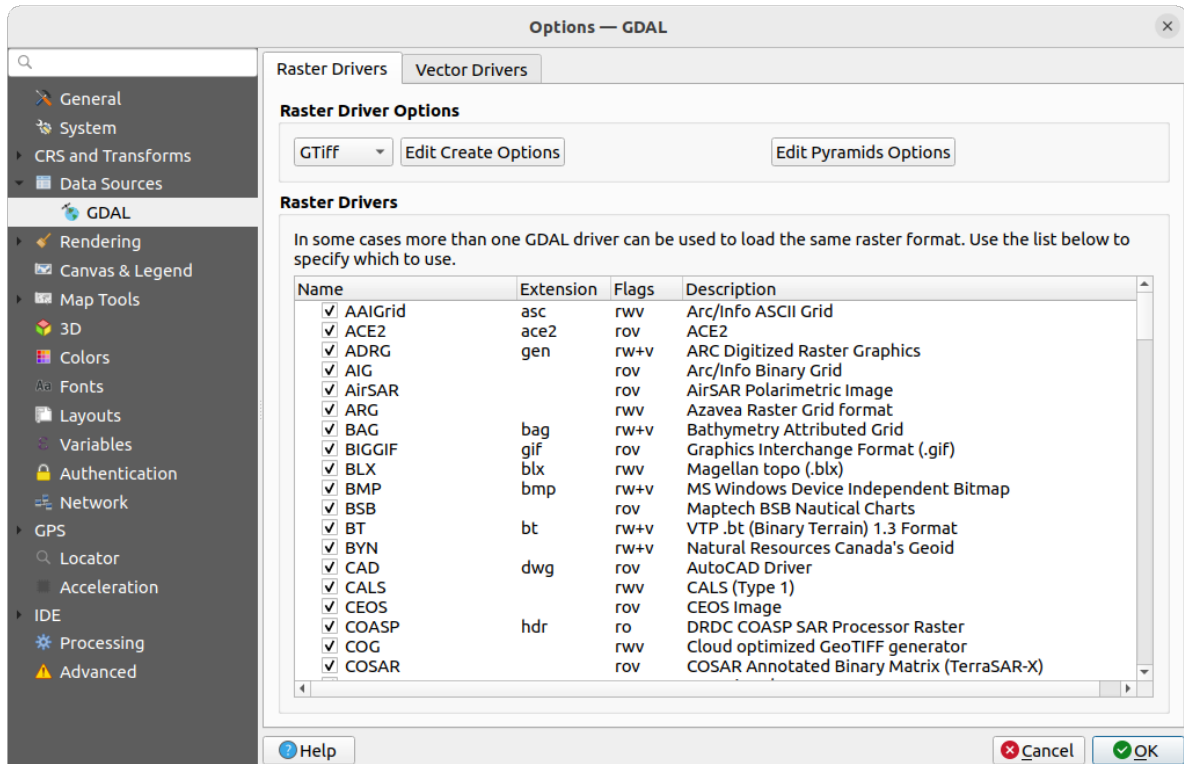 Options — GDAL
General
System
CRS and Transforms
Data Sources
GDAL
Rendering
Canvas & Legend
Map Tools
3D
Colors
Aa Fonts
Layouts
ε Variables
Authentication
Network
GPS
Locator
Acceleration
IDE
Processing
Advanced
Raster Drivers Vector Drivers
Raster Driver Options
GTiff Edit Create Options Edit Pyramids Options
Raster Drivers
In some cases more than one GDAL driver can be used to load the same raster format. Use the list below to
specify which to use.
Name Extension Flags Description
AAIGrid asc rwv Arc/Info ASCII Grid
ACE2 ace2 rov ACE2
ADRG gen rw+v ARC Digitized Raster Graphics
AIG rov Arc/Info Binary Grid
AirSAR rov AirSAR Polarimetric Image
ARG rwv Azavea Raster Grid format
BAG bag rw+v Bathymetry Attributed Grid
BIGGIF gif rov Graphics Interchange Format (.gif)
BLX blx rwv Magellan topo (.blx)
BMP bmp rw+v MS Windows Device Independent Bitmap
BSB rov Maptech BSB Nautical Charts
BT bt rw+v VTP .bt (Binary Terrain) 1.3 Format
BYN rw+v Natural Resources Canada's Geoid
CAD dwg rov AutoCAD Driver
CALS rwv CALS (Type 1)
CEOS rov CEOS Image
COASP hdr ro DRDC COASP SAR Processor Raster
COG rwv Cloud optimized GeoTIFF generator
COSAR rov COSAR Annotated Binary Matrix (TerraSAR-X)
Help Cancel OK